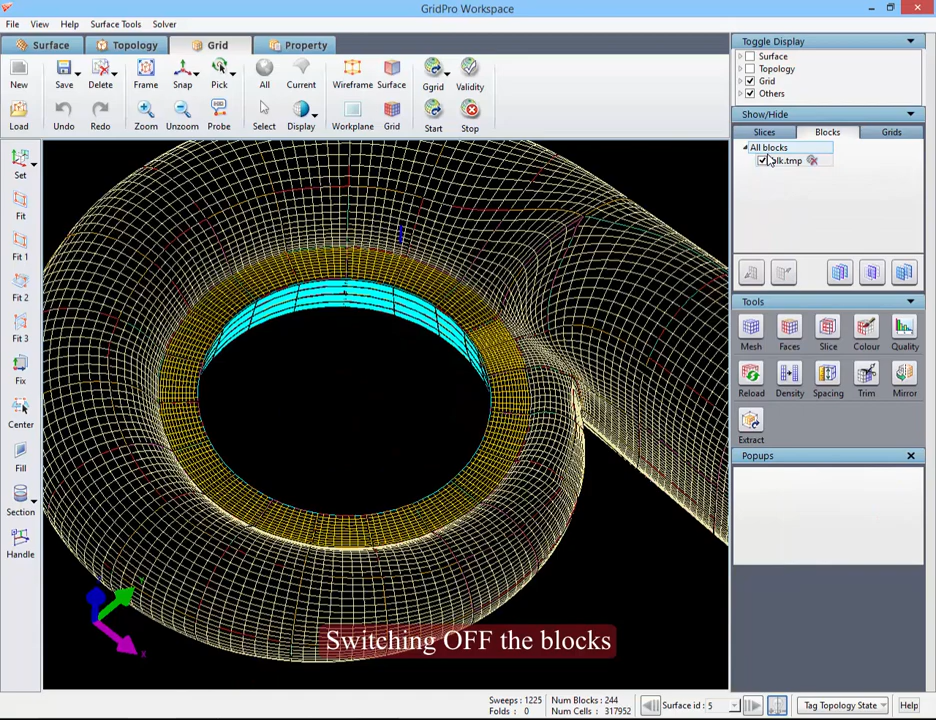 GridPro Workspace
File View Help Surface Tools Solver
Surface Topology Grid Property
New Save Delete Frame Snap Pick All Current Wireframe Surface Ggrid Validity
Load Undo Redo Zoom Unzoom Probe Select Display Workplane Grid Start Stop
Set
Fit
Fit 1
Fit 2
Fit 3
Fix
Center
Fill
Section
Handle
Toggle Display
Surface
Topology
Grid
Others
Show/Hide
Slices Blocks Grids
All blocks
blk.tmp
Tools
Mesh Faces Slice Colour Quality
Reload Density Spacing Trim Mirror
Extract
Popups
Y
X
Switching OFF the blocks
Sweeps: 1225 Num Blocks: 244
Folds : 0 Num Cells : 317952
Surface id : 5
Tag Topology State
Help